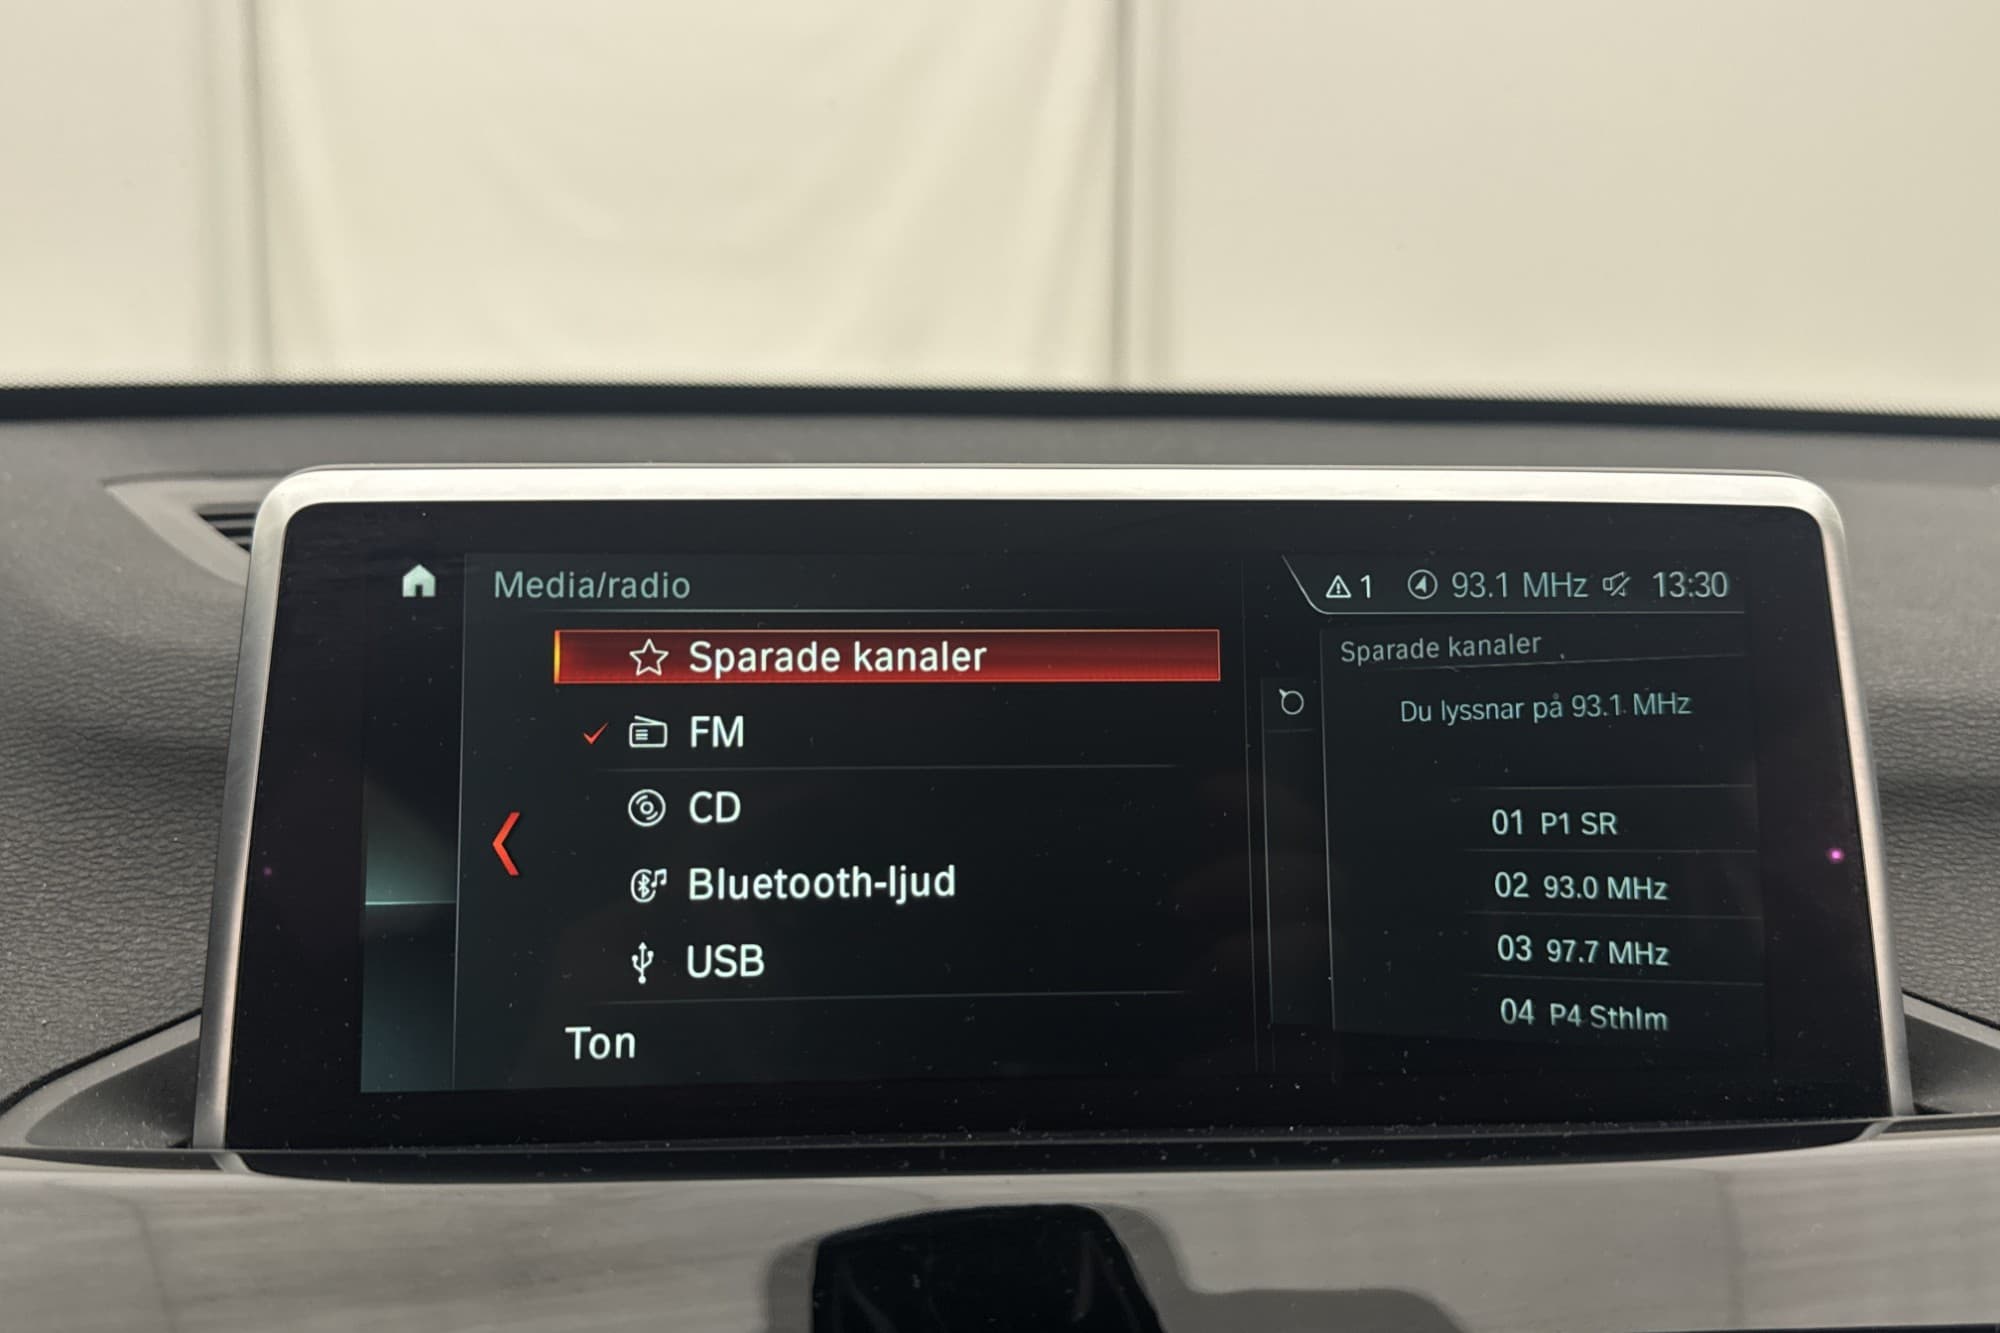 Media/radio
1 93.1 MHz 13:30
Sparade kanaler
FM
CD
Bluetooth-ljud
USB
Ton
Sparade kanaler
Du lyssnar på 93.1 MHz
01 P1 SR
02 93.0 MHz
03 97.7 MHz
04 P4 Sthlm